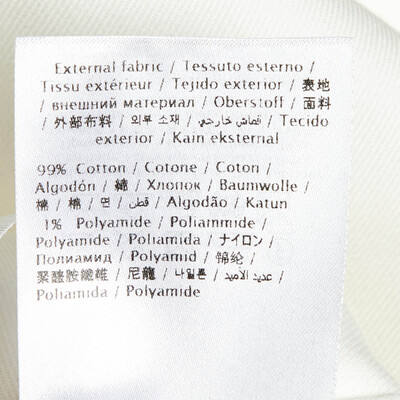 External fabric / Tessuto esterno /
Tissu extérieur / Tejido exterior / 表地
/ внешний материал / Oberstoff / 面料
/ 外部布料 / 외부 소재 / قماش خارجي / Tecido
exterior / Kain eksternal
99% Cotton / Cotone / Coton /
Algodón / 綿 / Хлопок / Baumwolle /
棉 / 棉 / 면 / قطن / Algodão / Katun
1% Polyamide / Poliammide /
Polyamide / Poliamida / ナイロン /
Полиамид / Polyamid / 锦纶 /
聚醯胺纖維 / 尼龍 / 나일론 / عديد الأميد /
Poliamida / Polyamide